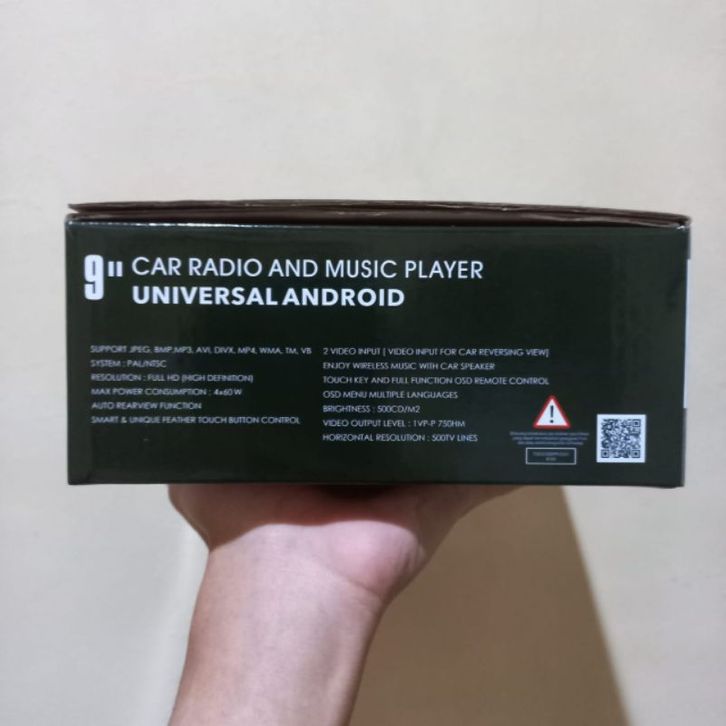 9" CAR RADIO AND MUSIC PLAYER
UNIVERSAL ANDROID
SUPPORT JPEG, BMP,MP3, AVI, DIVX, MP4, WMA, TM, VB
SYSTEM : PAL/NTSC
RESOLUTION : FULL HD (HIGH DEFINITION)
MAX POWER CONSUMPTION : 4x60 W
AUTO REARVIEW FUNCTION
SMART & UNIQUE FEATHER TOUCH BUTTON CONTROL
2 VIDEO INPUT [ VIDEO INPUT FOR CAR REVERSING VIEW]
ENJOY WIRELESS MUSIC WITH CAR SPEAKER
TOUCH KEY AND FULL FUNCTION OSD REMOTE CONTROL
OSD MENU MULTIPLE LANGUAGES
BRIGHTNESS : 500CD/M2
VIDEO OUTPUT LEVEL : 1VP-P 750HM
HORIZONTAL RESOLUTION : 500TV LINES